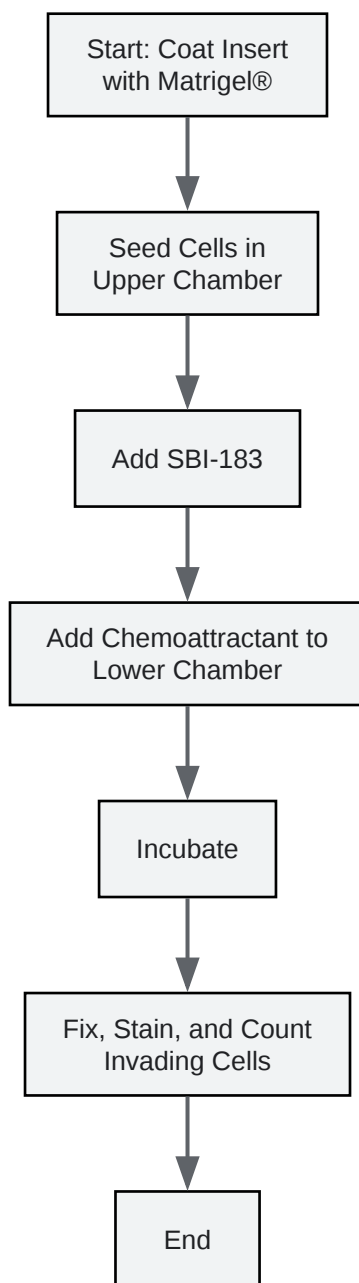 Start: Coat Insert
with Matrigel®
Seed Cells in
Upper Chamber
Add SBI-183
Add Chemoattractant to
Lower Chamber
Incubate
Fix, Stain, and Count
Invading Cells
End